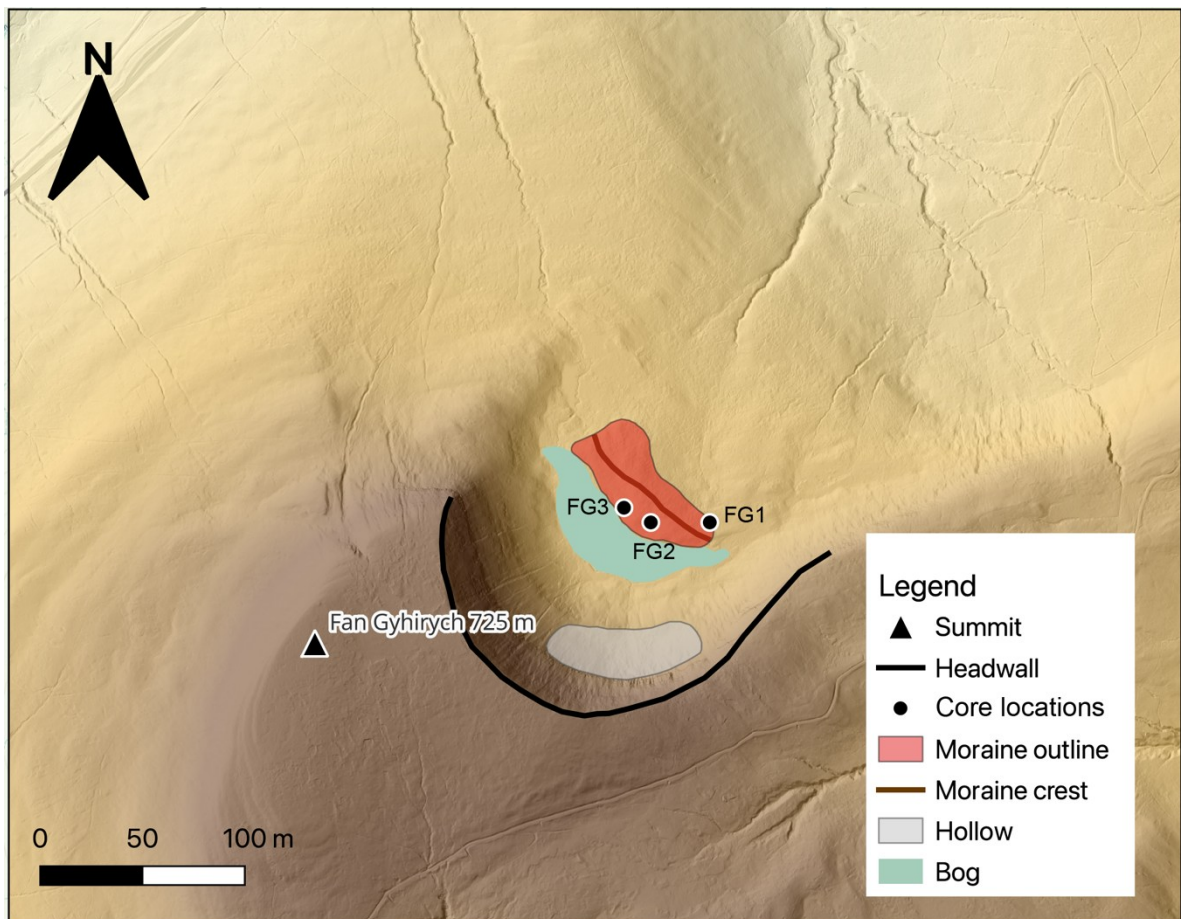 N
FG3
FG1
FG2
Fan Gyhirych 725 m
Legend
Summit
Headwall
Core locations
Moraine outline
Moraine crest
Hollow
Bog
0 50 100 m